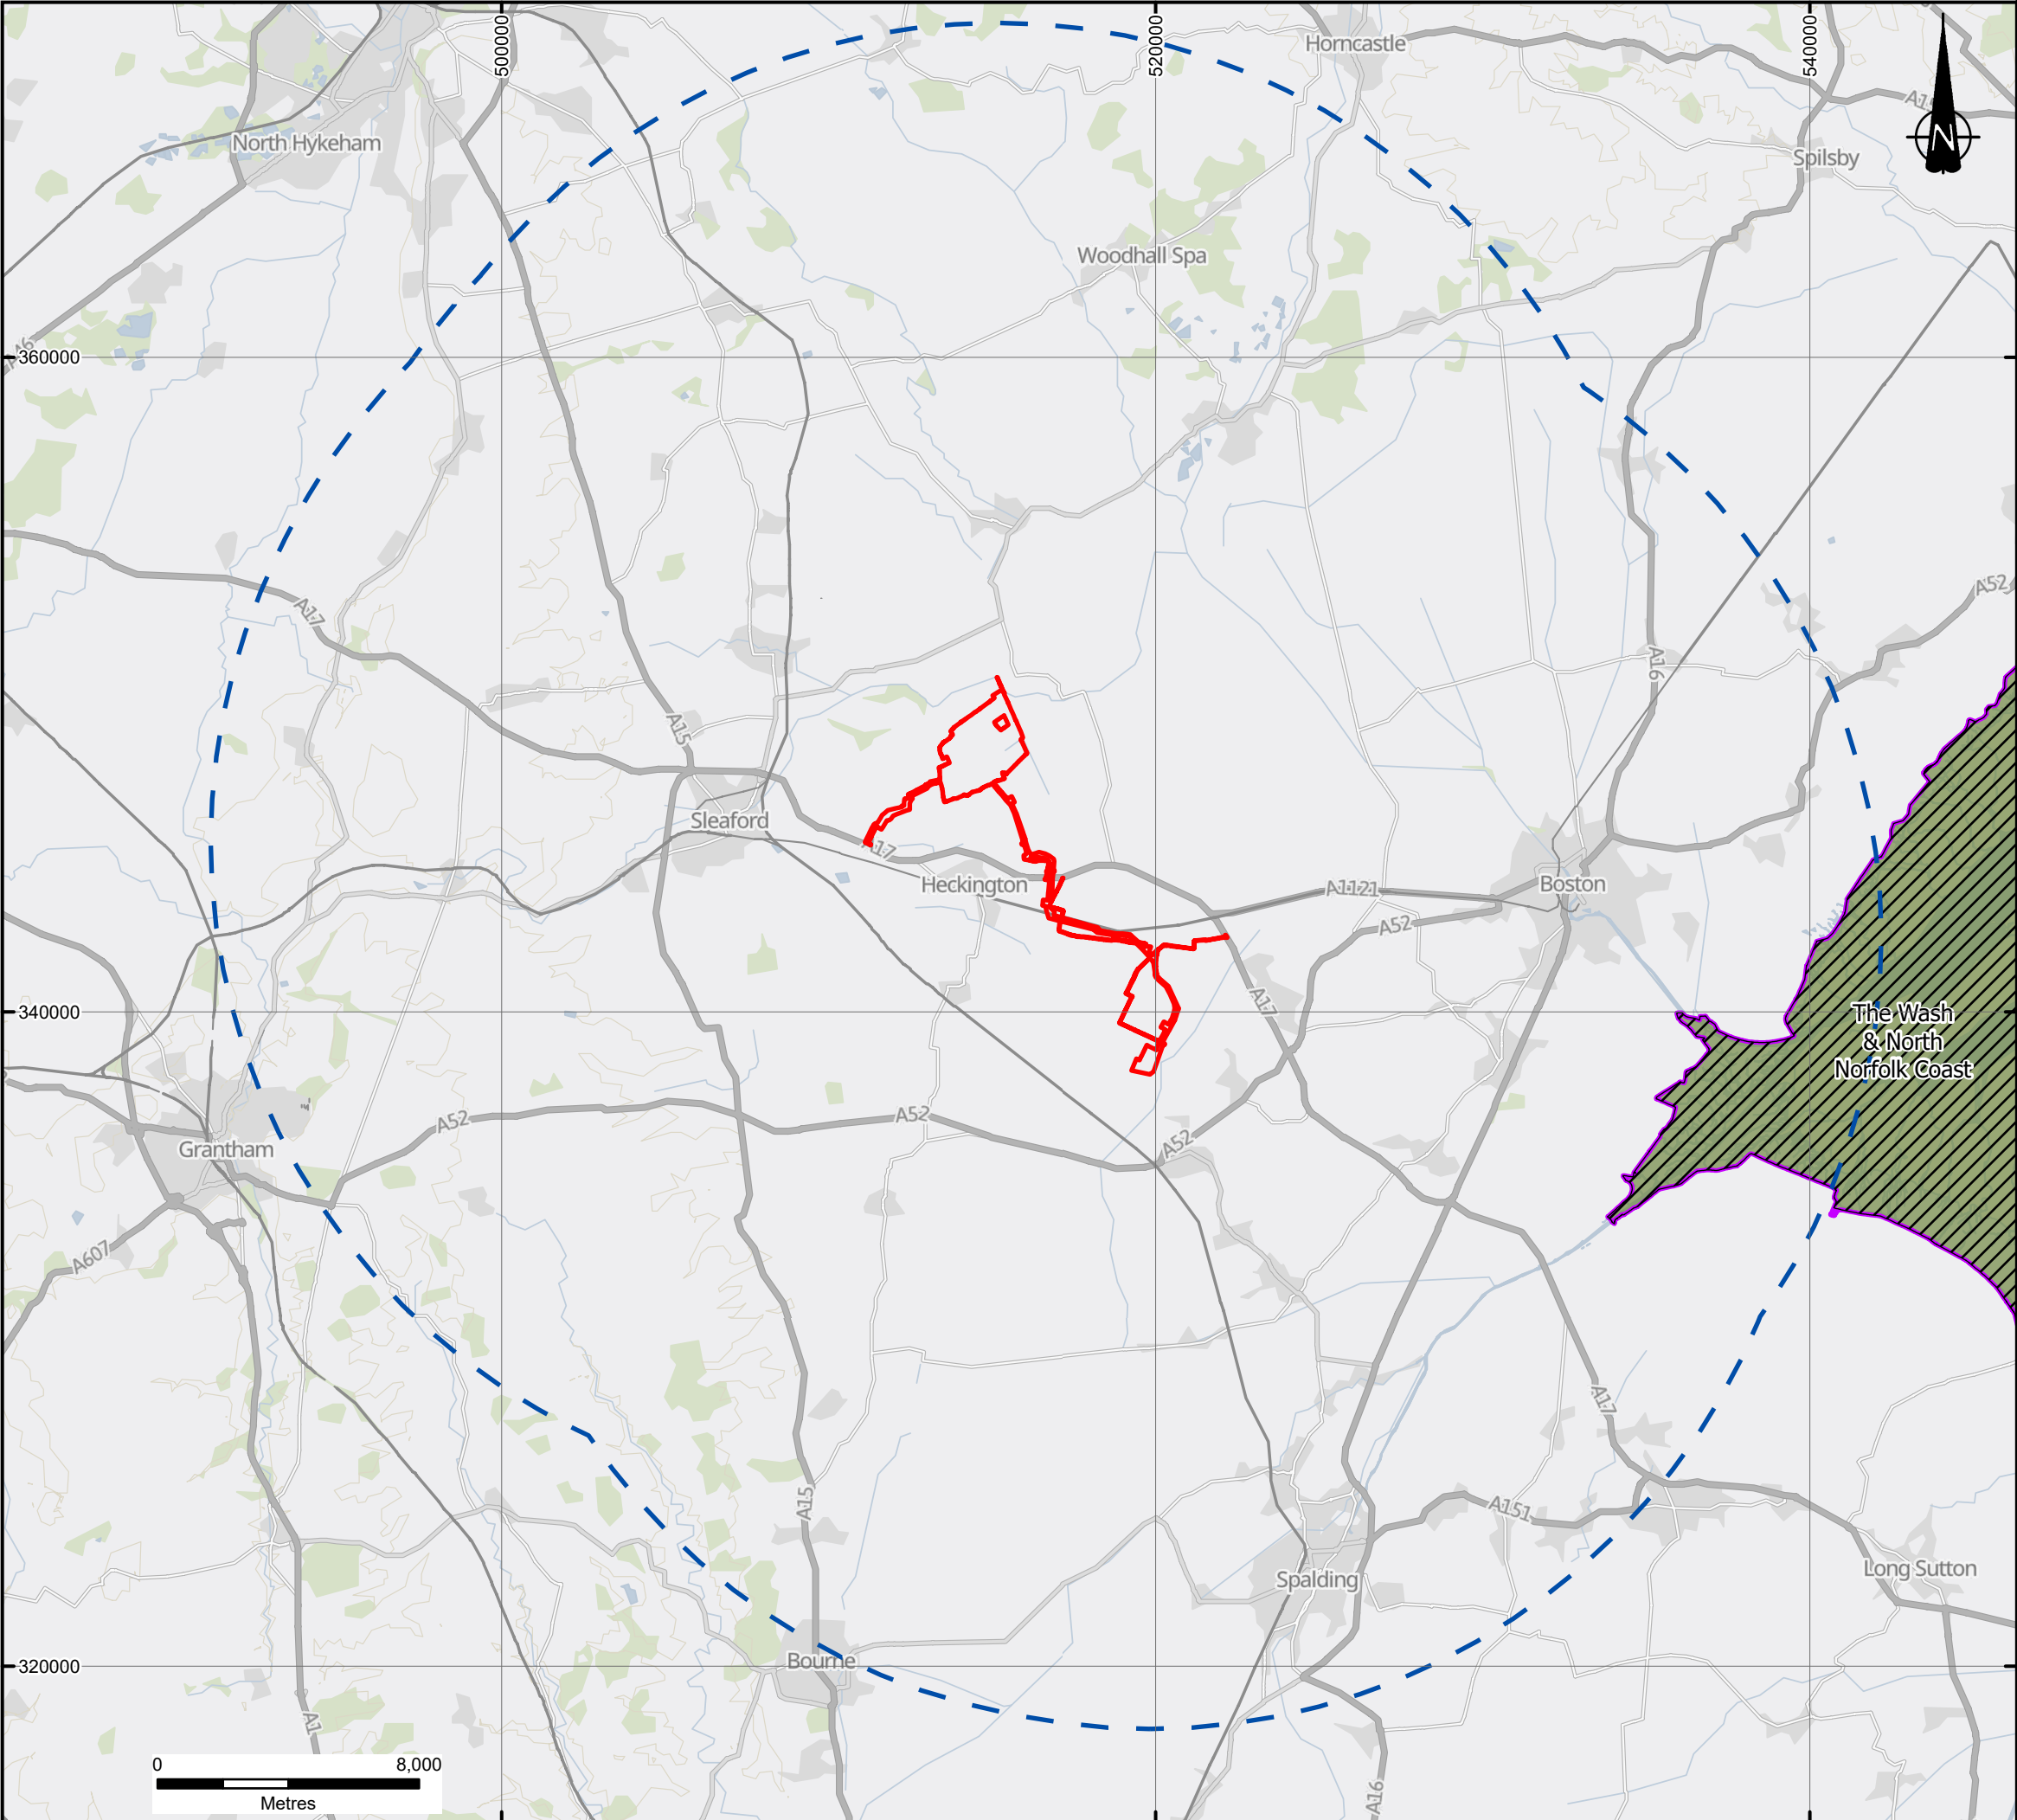 500000
520000
540000
Horncastle
A15
N
North Hykeham
Spilsby
Woodhall Spa
A46
360000
A52
A17
A16
A15
Sleaford
A17
Heckington
A1121
Boston
A52
A17
340000
The Wash
& North
Norfolk Coast
A52
A52
A52
Grantham
A607
A17
A15
A151
Long Sutton
Spalding
Bourne
320000
A1
0
8,000
Metres
A16